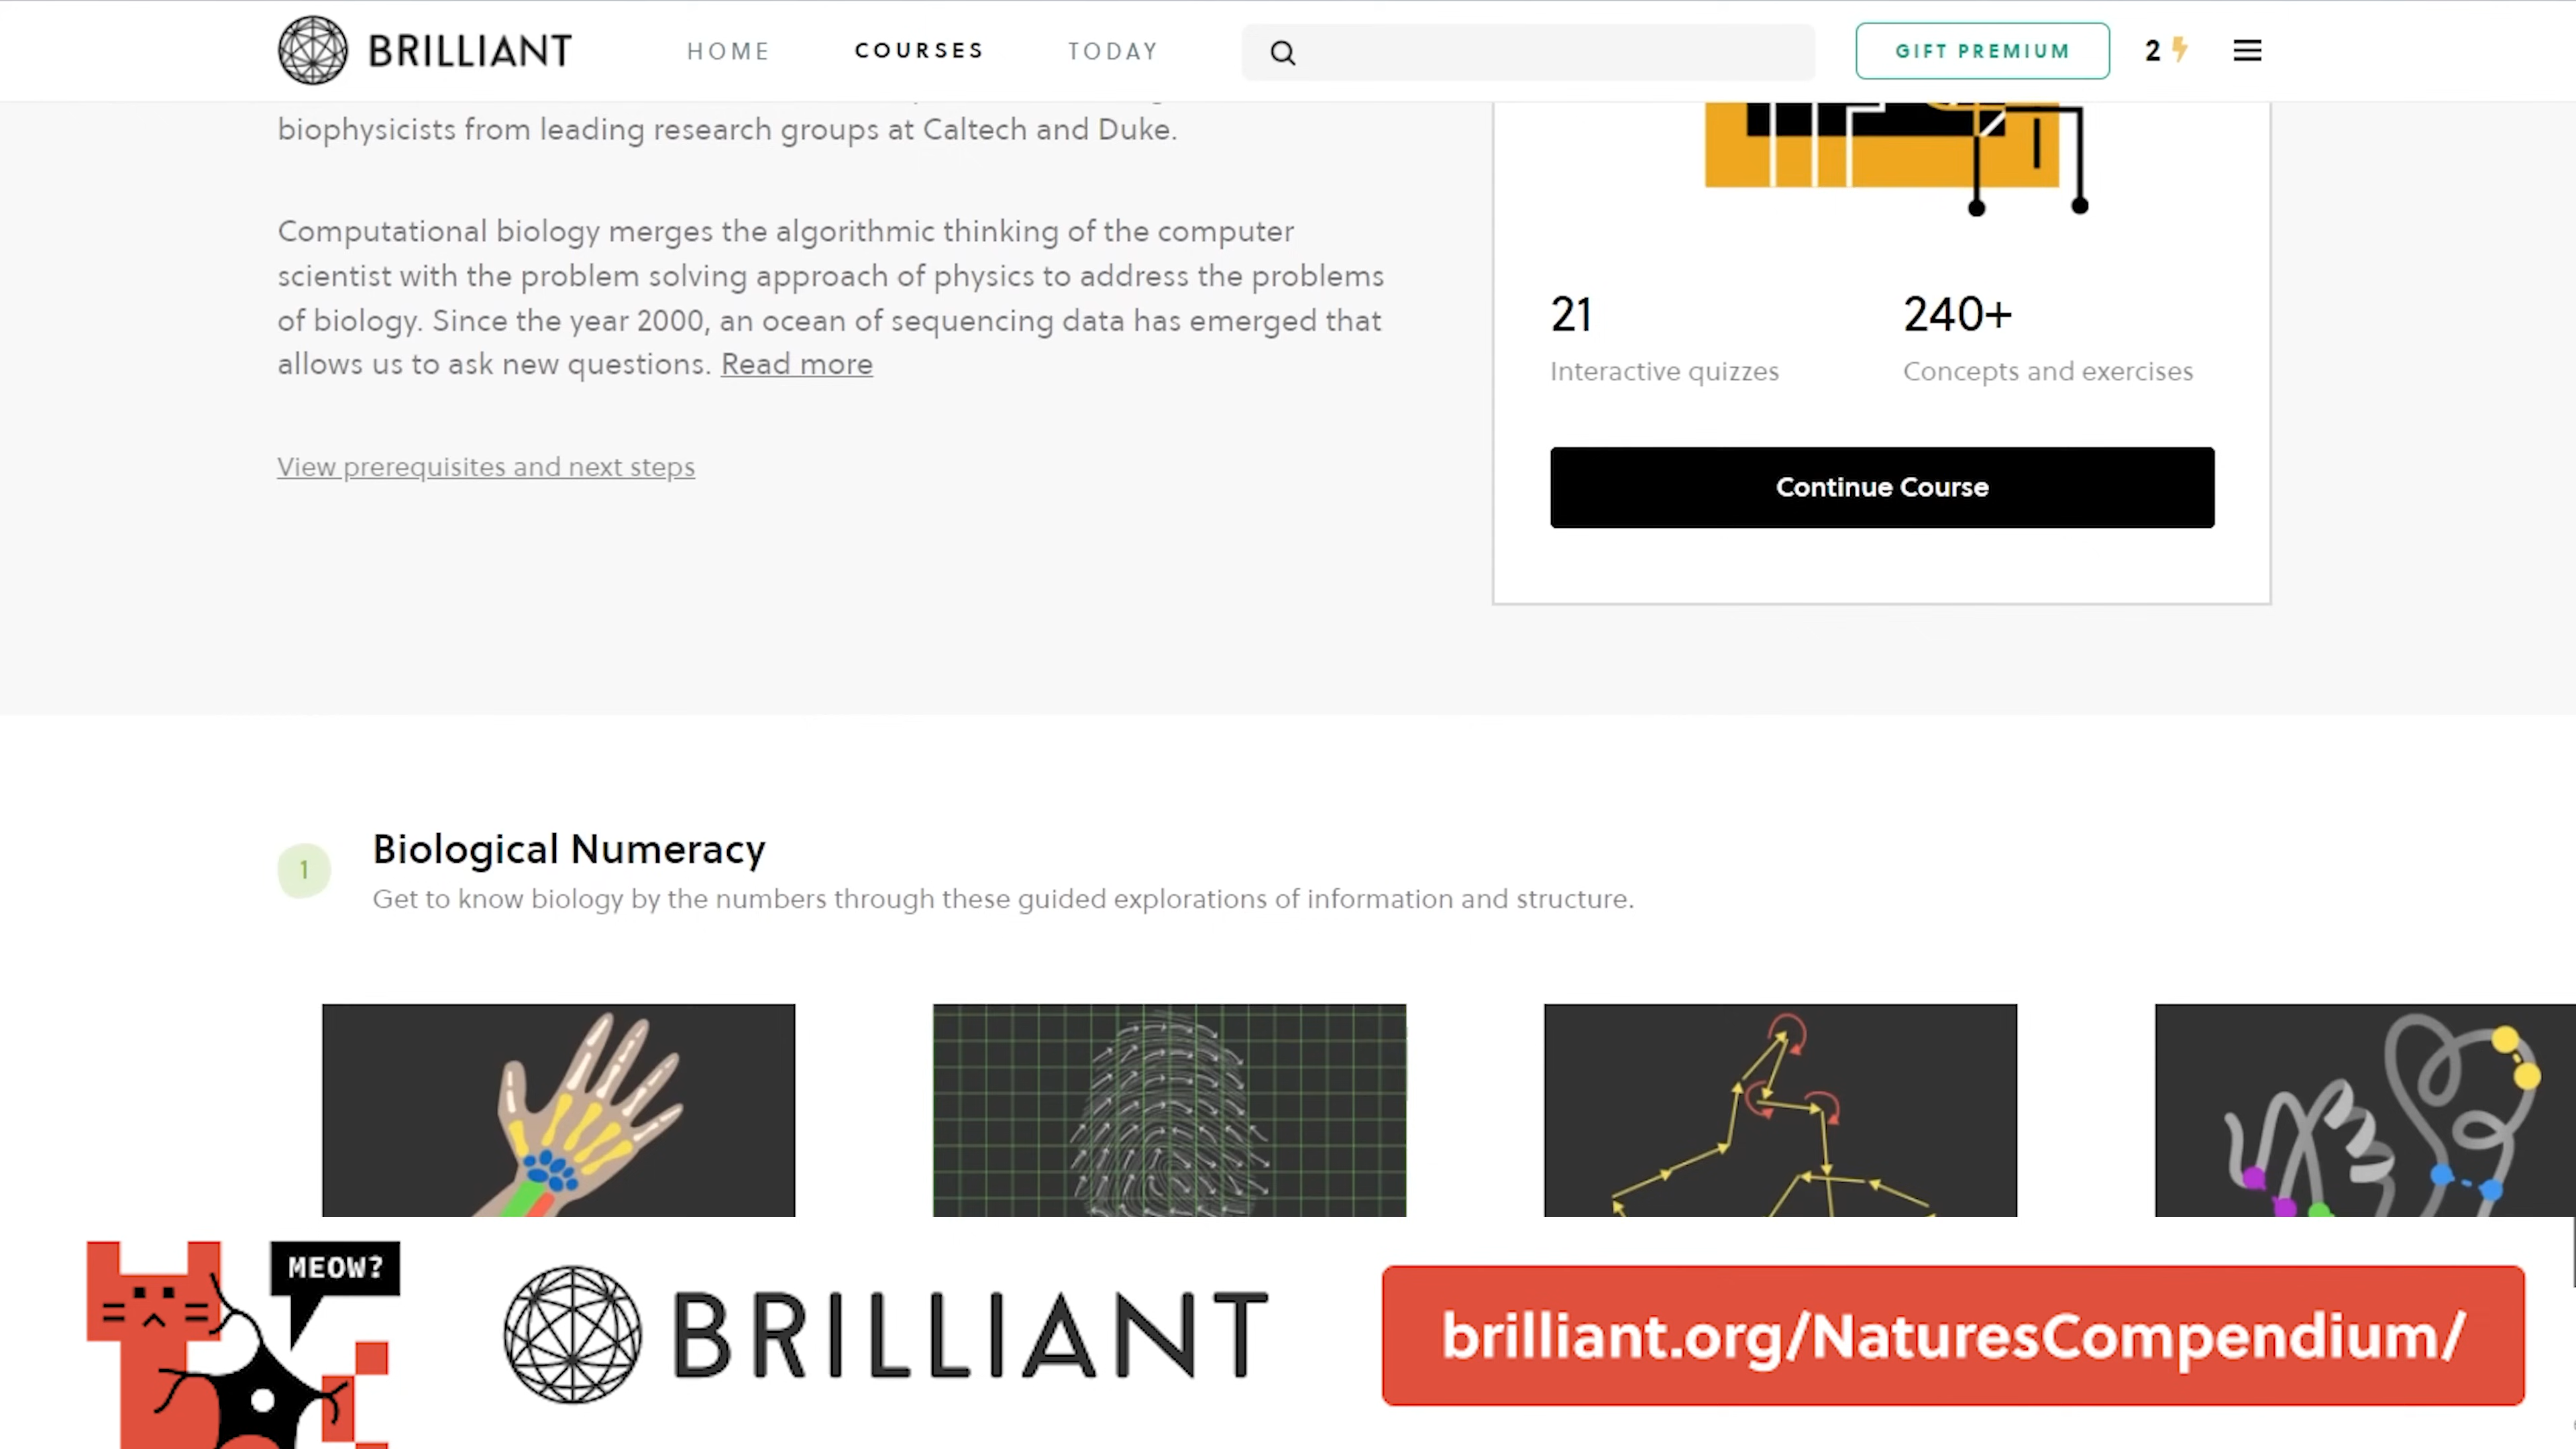 BRILLIANT
HOME
COURSES
TODAY
GIFT PREMIUM
2
biophysicists from leading research groups at Caltech and Duke.
Computational biology merges the algorithmic thinking of the computer
scientist with the problem solving approach of physics to address the problems
of biology. Since the year 2000, an ocean of sequencing data has emerged that
allows us to ask new questions. Read more
View prerequisites and next steps
21
Interactive quizzes
240+
Concepts and exercises
Continue Course
1
Biological Numeracy
Get to know biology by the numbers through these guided explorations of information and structure.
MEOW?
BRILLIANT
brilliant.org/NaturesCompendium/